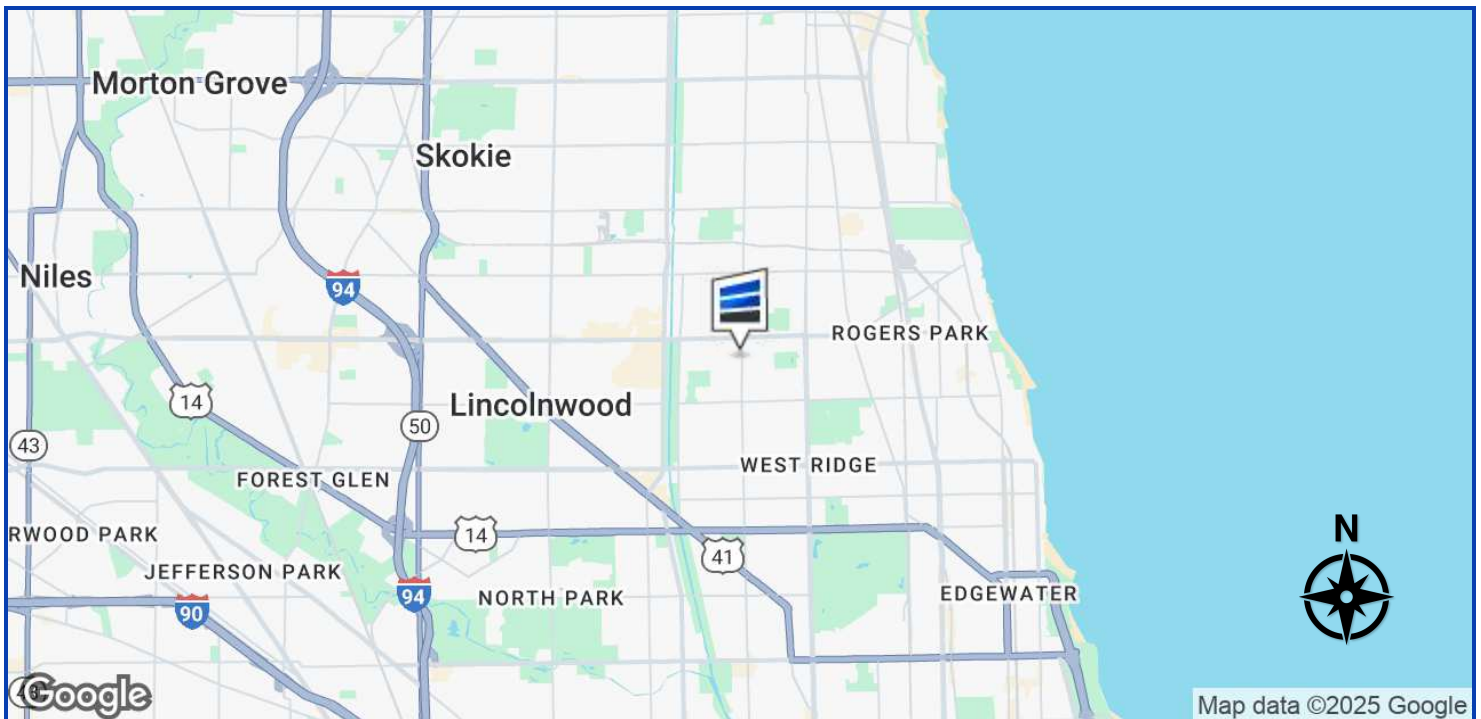 Morton Grove
Skokie
Niles
94
ROGERS PARK
14
Lincolnwood
50
43
WEST RIDGE
FOREST GLEN
N
14
RWOOD PARK
41
JEFFERSON PARK
EDGEWATER
94
NORTH PARK
90
Google
Map data ©2025 Google